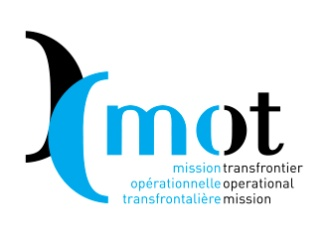 mot
mission transfrontier
opérationnelle operational
transfrontalière mission